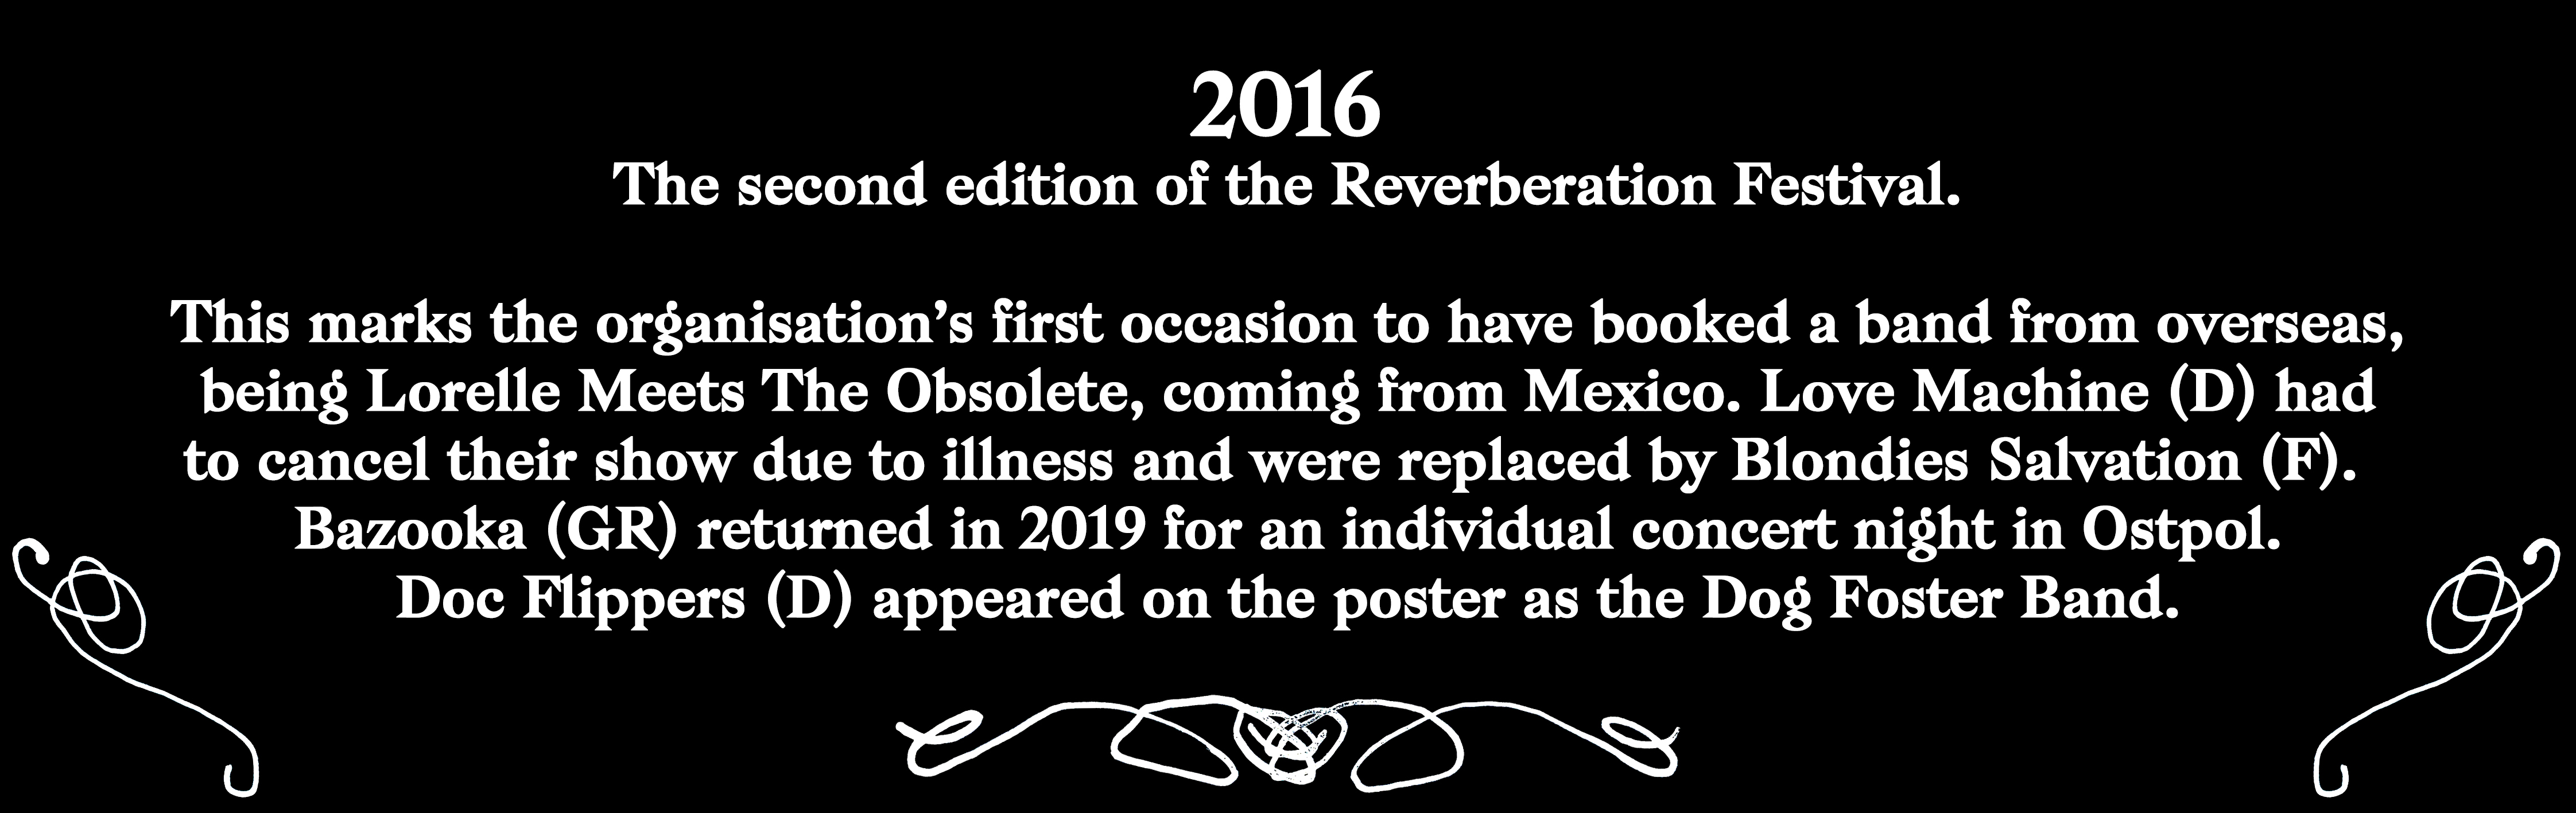 2016
The second edition of the Reverberation Festival.
This marks the organisation’s first occasion to have booked a band from overseas,
being Lorelle Meets The Obsolete, coming from Mexico. Love Machine (D) had
to cancel their show due to illness and were replaced by Blondies Salvation (F).
Bazooka (GR) returned in 2019 for an individual concert night in Ostpol.
Doc Flippers (D) appeared on the poster as the Dog Foster Band.